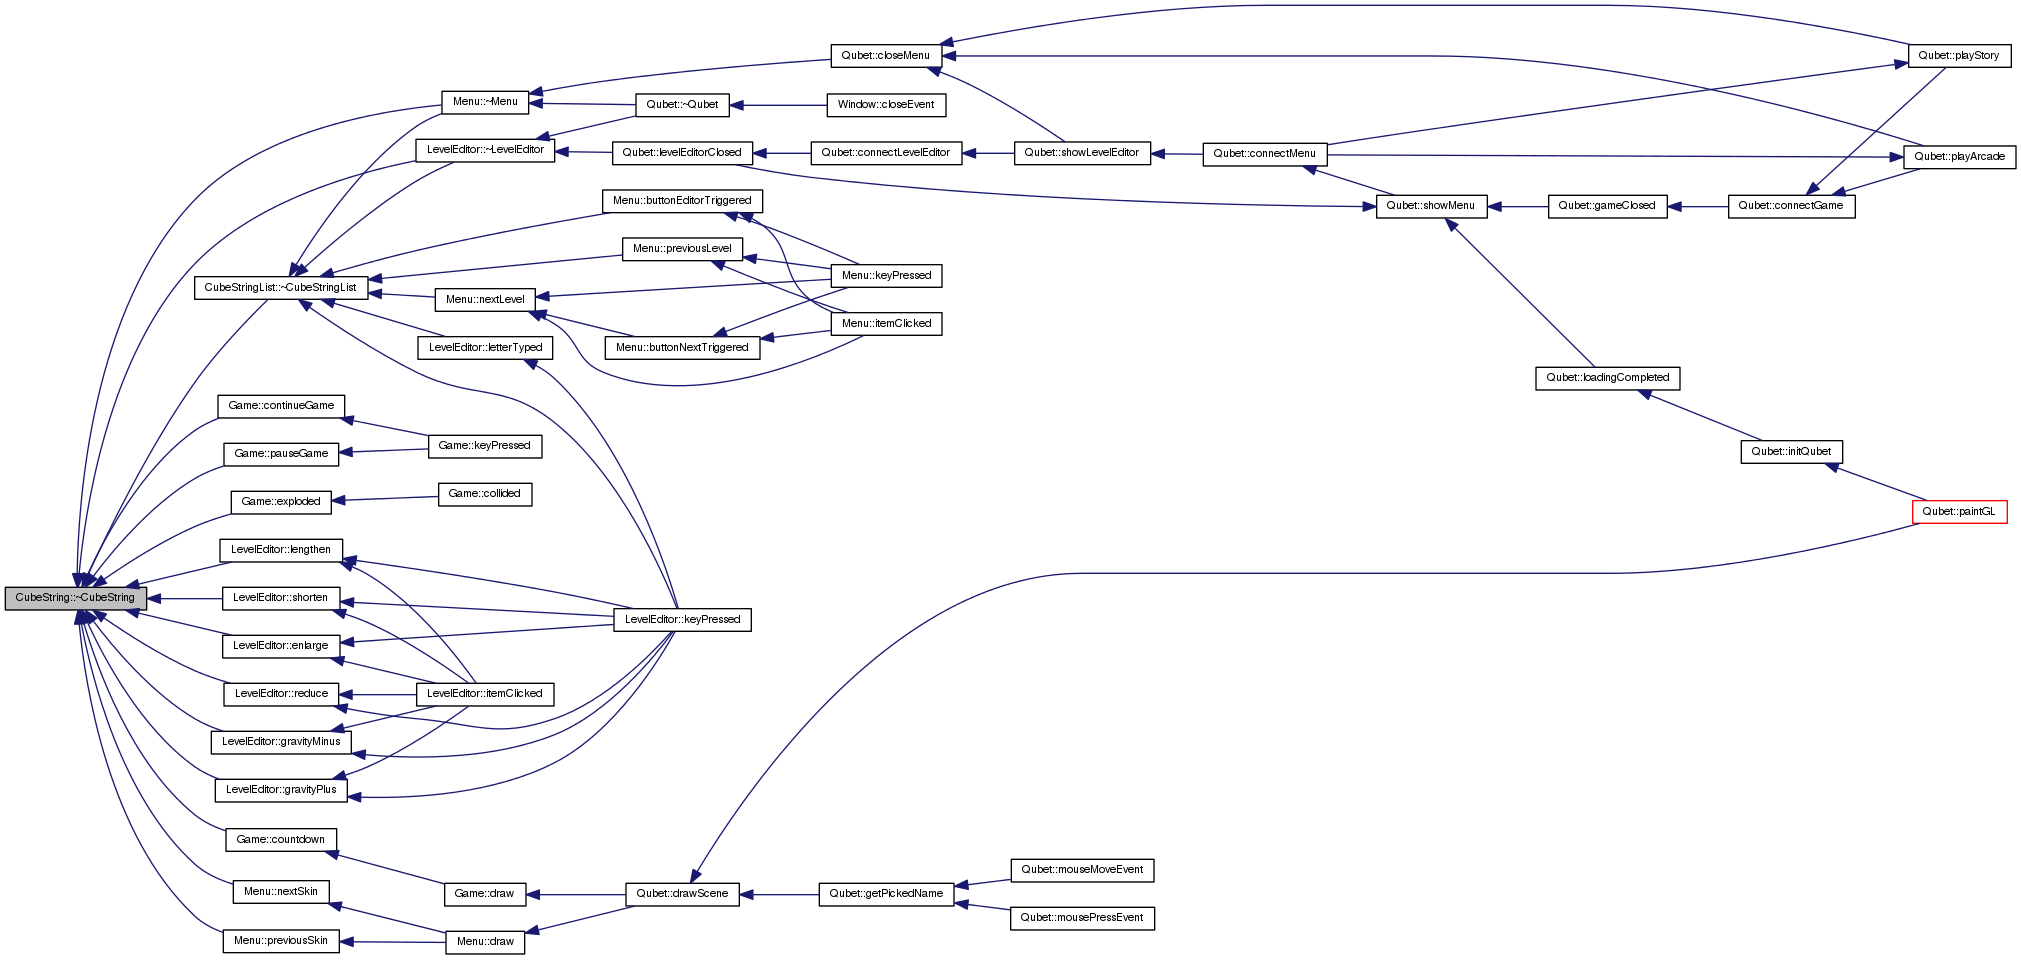 Qubet::closeMenu
Qubet::playStory
Menu::~Menu
Qubet::~Qubet
Window::closeEvent
LevelEditor::~LevelEditor
Qubet::levelEditorClosed
Qubet::connectLevelEditor
Qubet::showLevelEditor
Qubet::connectMenu
Qubet::playArcade
Menu::buttonEditorTriggered
Qubet::showMenu
Qubet::gameClosed
Qubet::connectGame
Menu::previousLevel
CubeStringList::~CubeStringList
Menu::keyPressed
Menu::nextLevel
Menu::itemClicked
LevelEditor::letterTyped
Menu::buttonNextTriggered
Qubet::loadingCompleted
Game::continueGame
Game::keyPressed
Game::pauseGame
Qubet::initQubet
Game::exploded
Game::collided
Qubet::paintGL
LevelEditor::lengthen
CubeString::~CubeString
LevelEditor::shorten
LevelEditor::keyPressed
LevelEditor::enlarge
LevelEditor::reduce
LevelEditor::itemClicked
LevelEditor::gravityMinus
LevelEditor::gravityPlus
Game::countdown
Qubet::mouseMoveEvent
Menu::nextSkin
Game::draw
Qubet::drawScene
Qubet::getPickedName
Qubet::mousePressEvent
Menu::previousSkin
Menu::draw